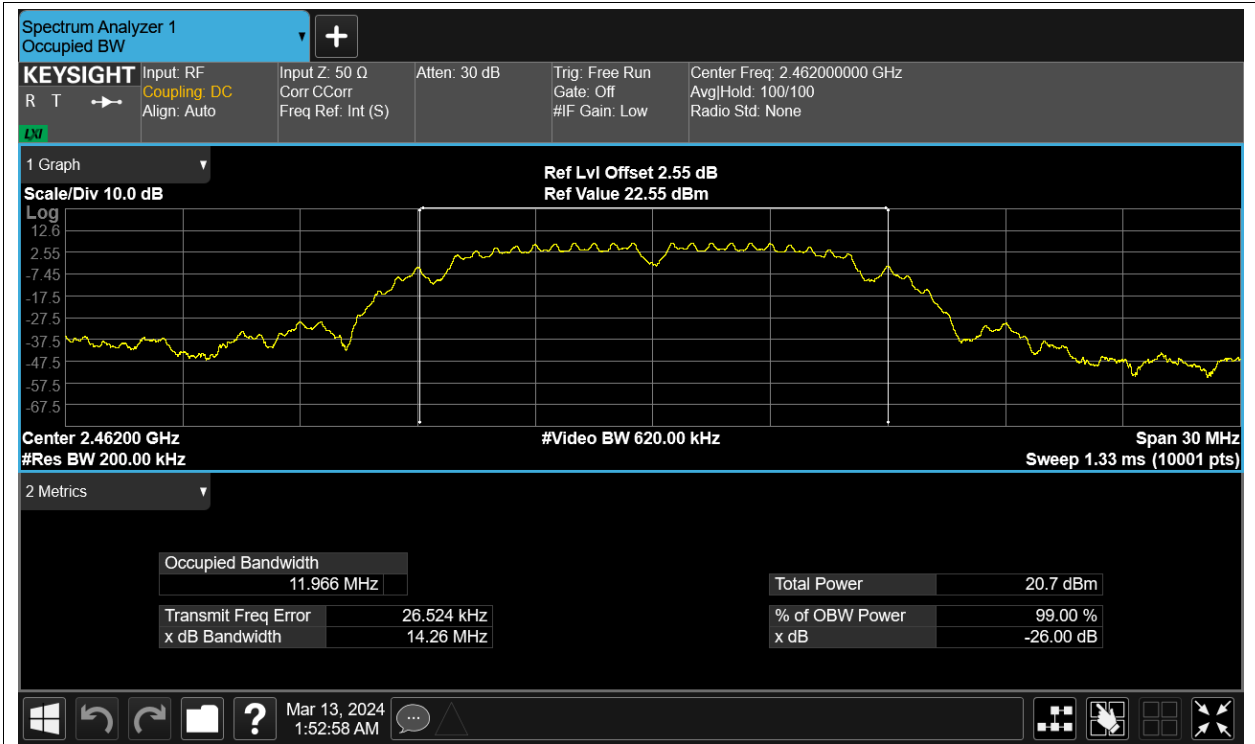 Spectrum Analyzer 1
Occupied BW
KEYSIGHT
R T
LXI
Input: RF
Coupling: DC
Align: Auto
Input Z: 50 Ω
Corr CCorr
Freq Ref: Int (S)
Atten: 30 dB
Trig: Free Run
Gate: Off
#IF Gain: Low
Center Freq: 2.462000000 GHz
Avg|Hold: 100/100
Radio Std: None
1 Graph
Scale/Div 10.0 dB
Ref Lvl Offset 2.55 dB
Ref Value 22.55 dBm
Log
12.6
2.55
-7.45
-17.5
-27.5
-37.5
-47.5
-57.5
-67.5
Center 2.46200 GHz
#Video BW 620.00 kHz
Span 30 MHz
#Res BW 200.00 kHz
Sweep 1.33 ms (10001 pts)
2 Metrics
Occupied Bandwidth
11.966 MHz
Total Power 20.7 dBm
Transmit Freq Error 26.524 kHz
% of OBW Power 99.00 %
x dB Bandwidth 14.26 MHz
x dB -26.00 dB
?
Mar 13, 2024
1:52:58 AM